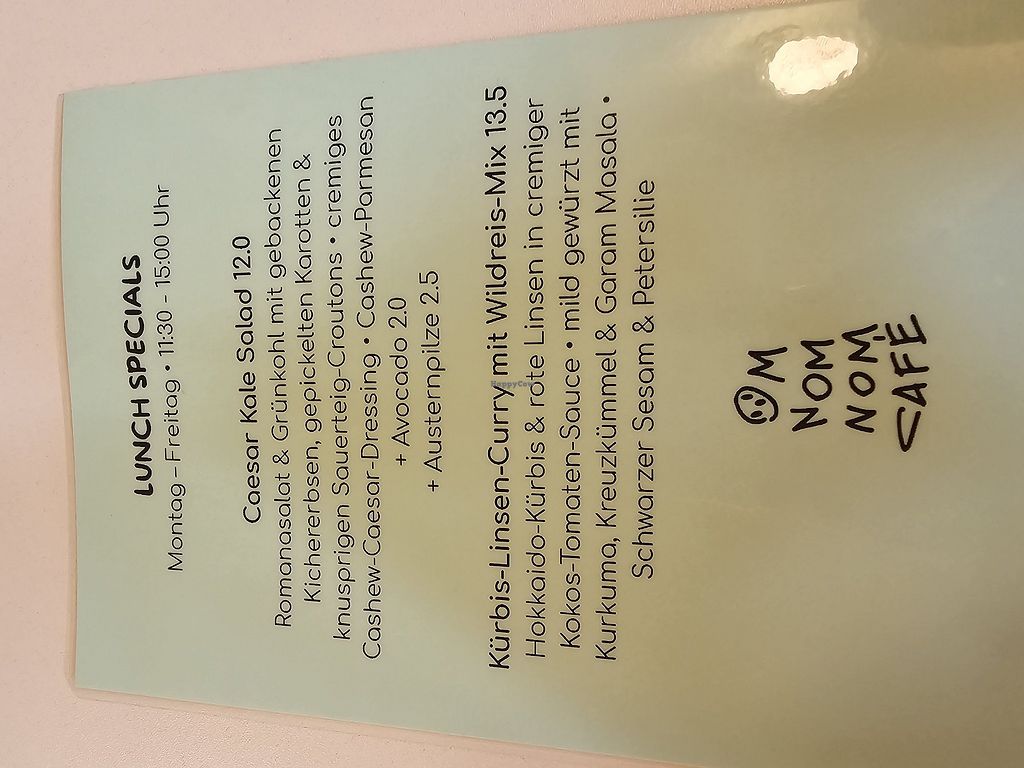 LUNCH SPECIALS
Montag – Freitag • 11:30 - 15:00 Uhr
Caesar Kale Salad 12.0
Romanasalat & Grünkohl mit gebackenen
Kichererbsen, gepickelten Karotten &
knusprigen Sauerteig-Croutons • cremiges
Cashew-Caesar-Dressing • Cashew-Parmesan
+ Avocado 2.0
+ Austernpilze 2.5
Kürbis-Linsen-Curry mit Wildreis-Mix 13.5
Hokkaido-Kürbis & rote Linsen in cremiger
Kokos-Tomaten-Sauce • mild gewürzt mit
Kurkuma, Kreuzkümmel & Garam Masala •
Schwarzer Sesam & Petersilie
OM
NOM
NOM
CAFÉ
HappyCow